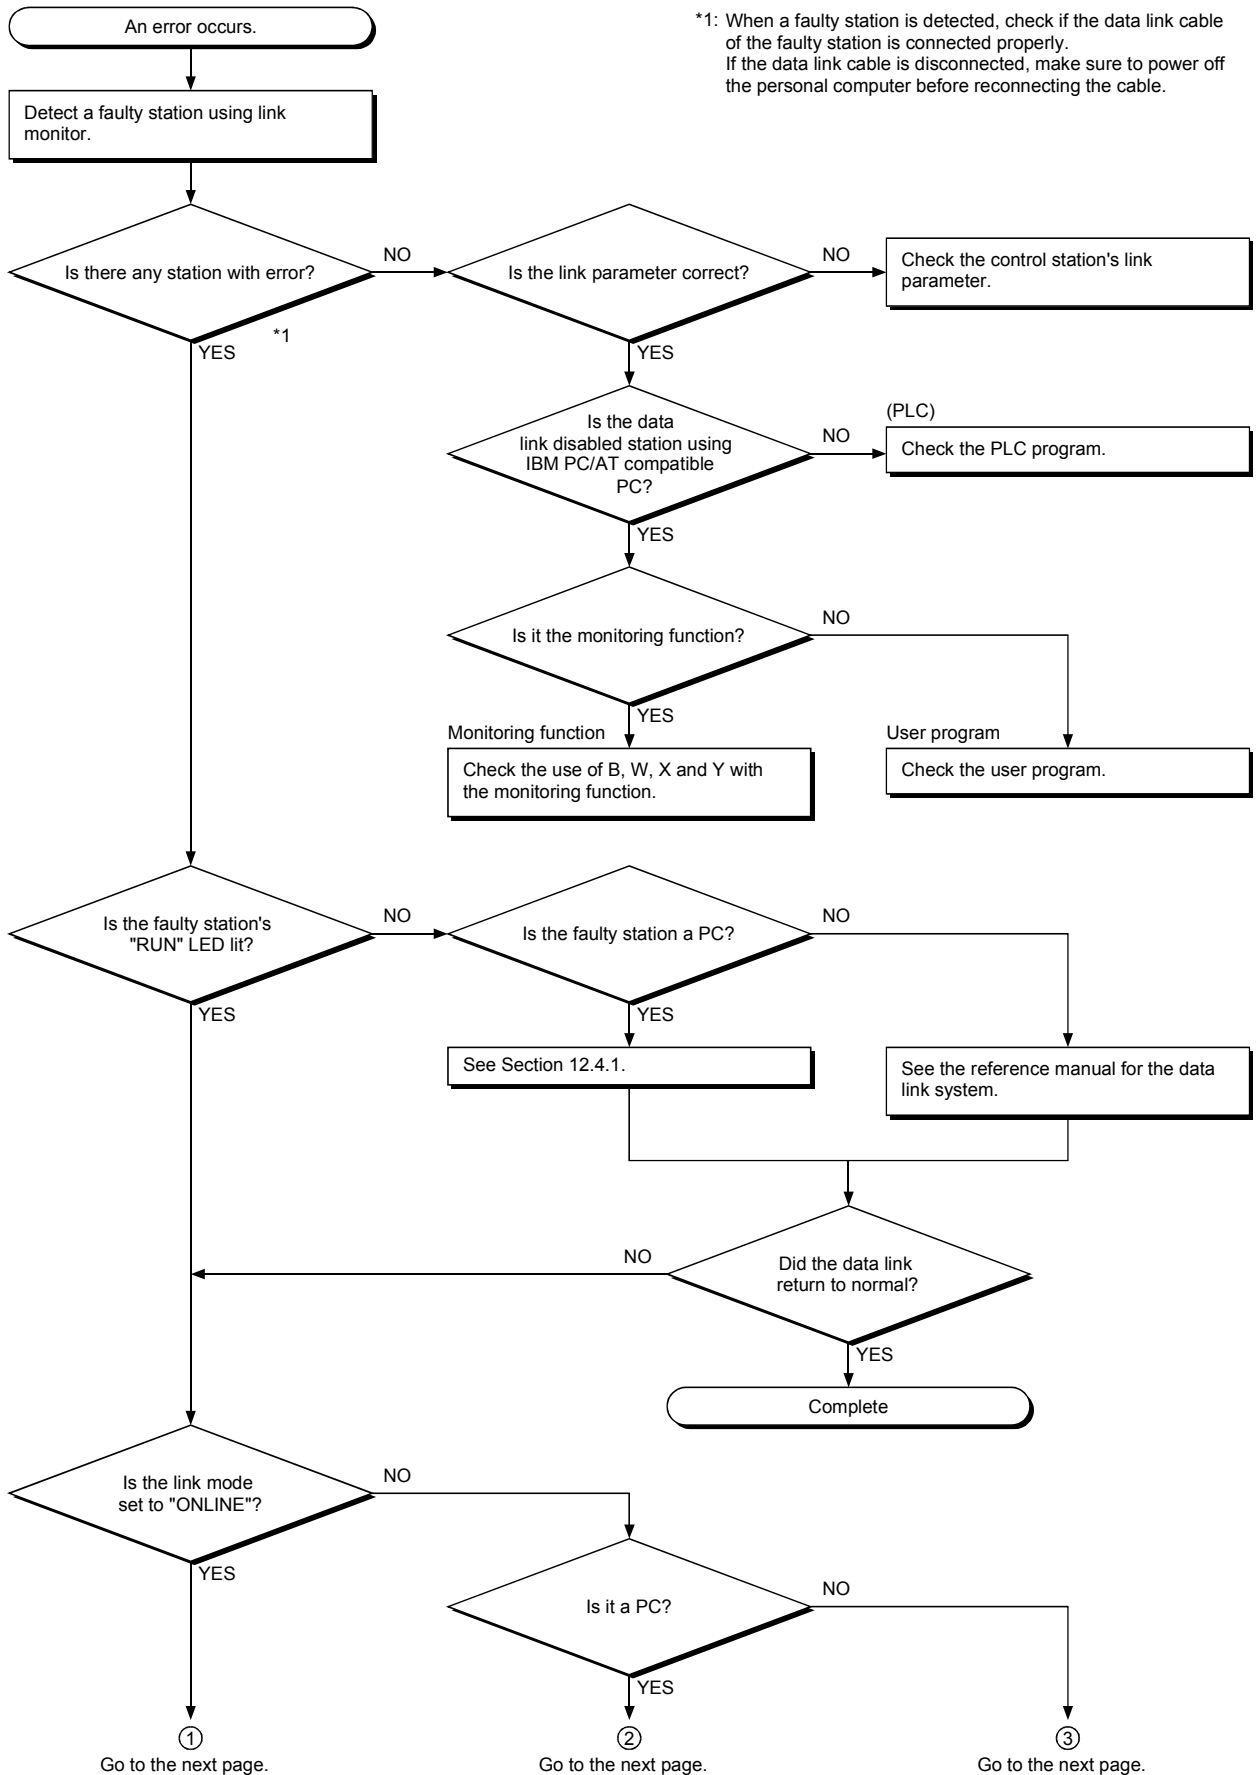 An error occurs.
*1: When a faulty station is detected, check if the data link cable
of the faulty station is connected properly.
If the data link cable is disconnected, make sure to power off
the personal computer before reconnecting the cable.
Detect a faulty station using link
monitor.
Is there any station with error?
NO
*1
YES
Is the link parameter correct?
NO
YES
Check the control station's link
parameter.
Is the data
link disabled station using
IBM PC/AT compatible
PC?
NO
YES
(PLC)
Check the PLC program.
Is it the monitoring function?
NO
YES
Monitoring function
Check the use of B, W, X and Y with
the monitoring function.
User program
Check the user program.
Is the faulty station's
"RUN" LED lit?
NO
YES
Is the faulty station a PC?
NO
YES
See Section 12.4.1.
See the reference manual for the data
link system.
Did the data link
return to normal?
NO
YES
Complete
Is the link mode
set to "ONLINE"?
NO
YES
Is it a PC?
NO
YES
1
Go to the next page.
2
Go to the next page.
3
Go to the next page.